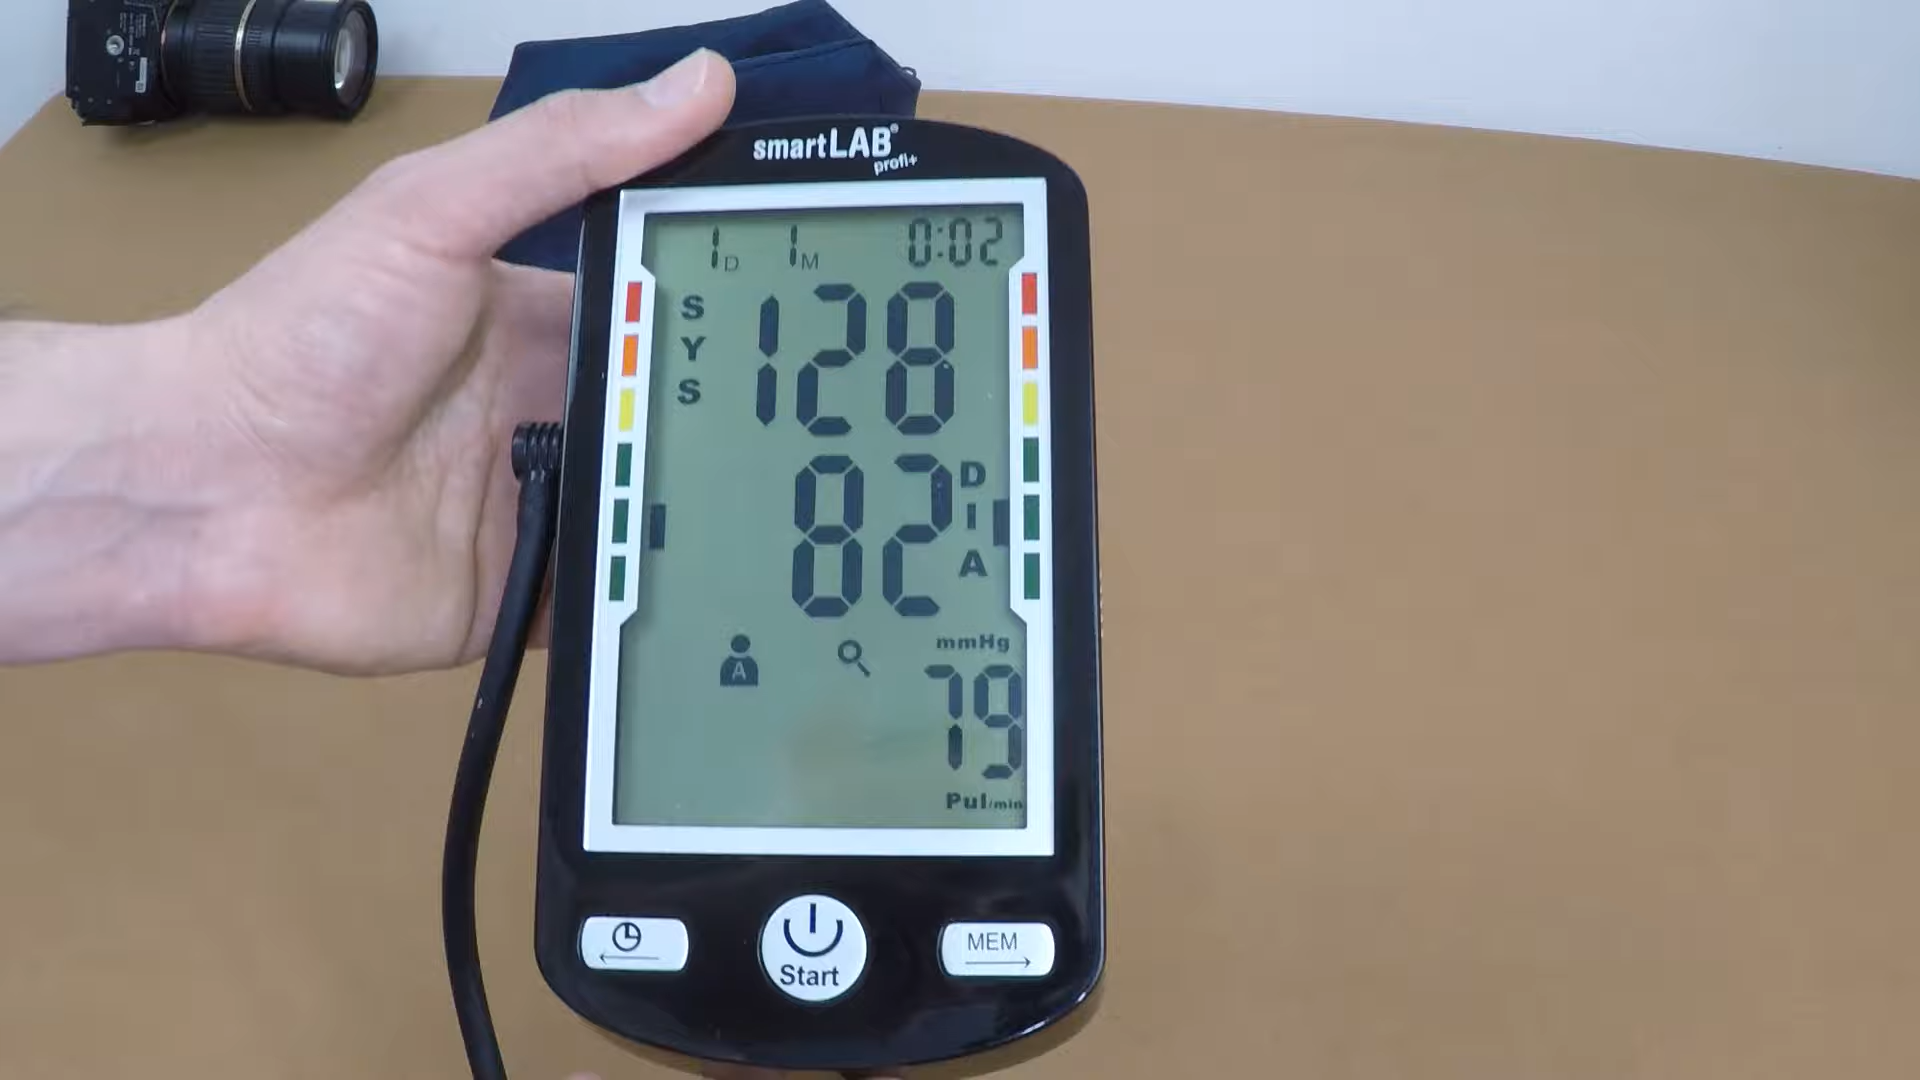 smartLAB®
profi+
1D 1M 0:02
SYS 128
82 DiA
mmHg
A
79
Pul/min
Start
MEM